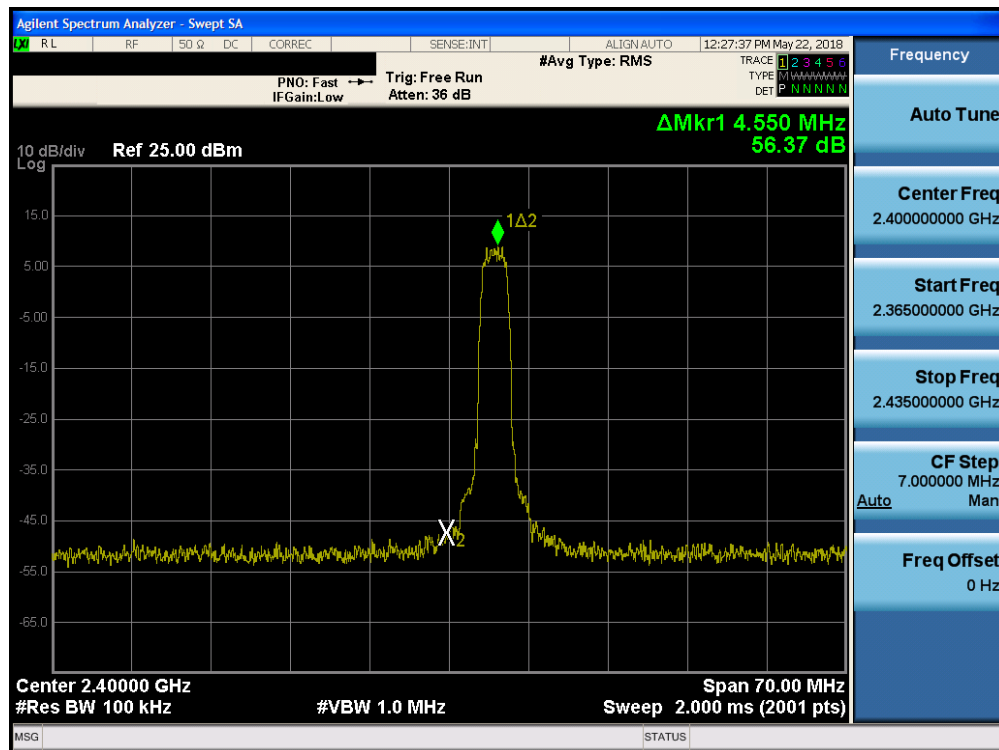 Agilent Spectrum Analyzer - Swept SA
LXI RL RF 50 Ω DC CORREC SENSE:INT ALIGN AUTO 12:27:37 PM May 22, 2018
Frequency
#Avg Type: RMS
TRACE 1 2 3 4 5 6
PNO: Fast Trig: Free Run
TYPE M
IFGain:Low Atten: 36 dB
DET P N N N N N
Auto Tune
ΔMkr1 4.550 MHz
56.37 dB
10 dB/div Ref 25.00 dBm
Log
Center Freq
2.400000000 GHz
15.0
1Δ2
5.00
Start Freq
2.365000000 GHz
-5.00
-15.0
Stop Freq
2.435000000 GHz
-25.0
-35.0
CF Step
7.000000 MHz
Auto Man
-45.0
2
-55.0
Freq Offset
0 Hz
-65.0
Center 2.40000 GHz Span 70.00 MHz
#Res BW 100 kHz #VBW 1.0 MHz Sweep 2.000 ms (2001 pts)
MSG STATUS